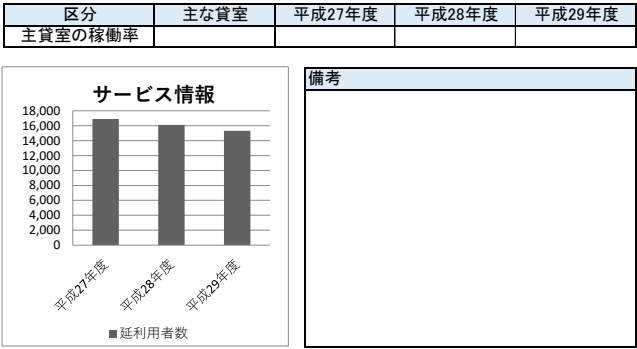 区分 主な貸室 平成27年度 平成28年度 平成29年度
主貸室の稼働率
サービス情報
18,000
16,000
14,000
12,000
10,000
8,000
6,000
4,000
2,000
0
平成27年度 平成28年度 平成29年度
延利用者数
備考